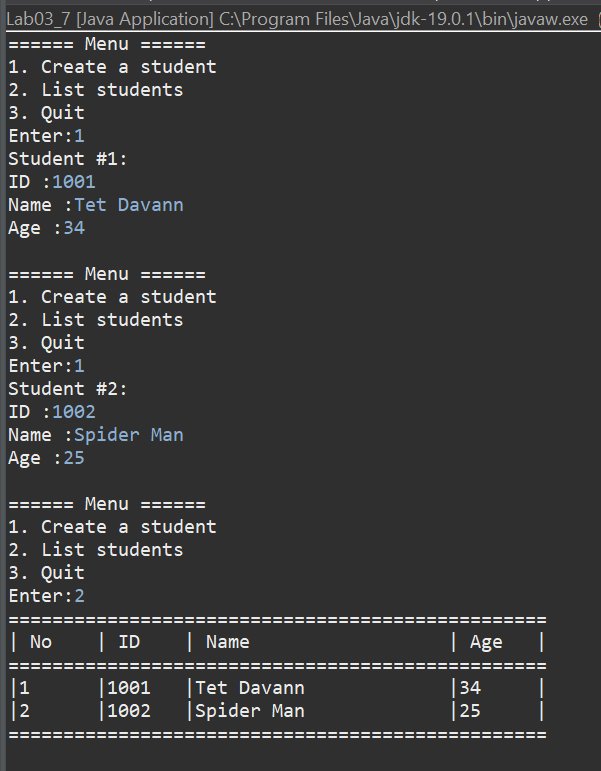 Lab03_7 [Java Application] C:\Program Files\Java\jdk-19.0.1\bin\javaw.exe (
====== Menu ======
1. Create a student
2. List students
3. Quit
Enter:1
Student #1:
ID :1001
Name :Tet Davann
Age :34

====== Menu ======
1. Create a student
2. List students
3. Quit
Enter:1
Student #2:
ID :1002
Name :Spider Man
Age :25

====== Menu ======
1. Create a student
2. List students
3. Quit
Enter:2
=================================================
| No    | ID    | Name                  | Age   |
=================================================
|1      |1001   |Tet Davann             |34     |
|2      |1002   |Spider Man             |25     |
=================================================